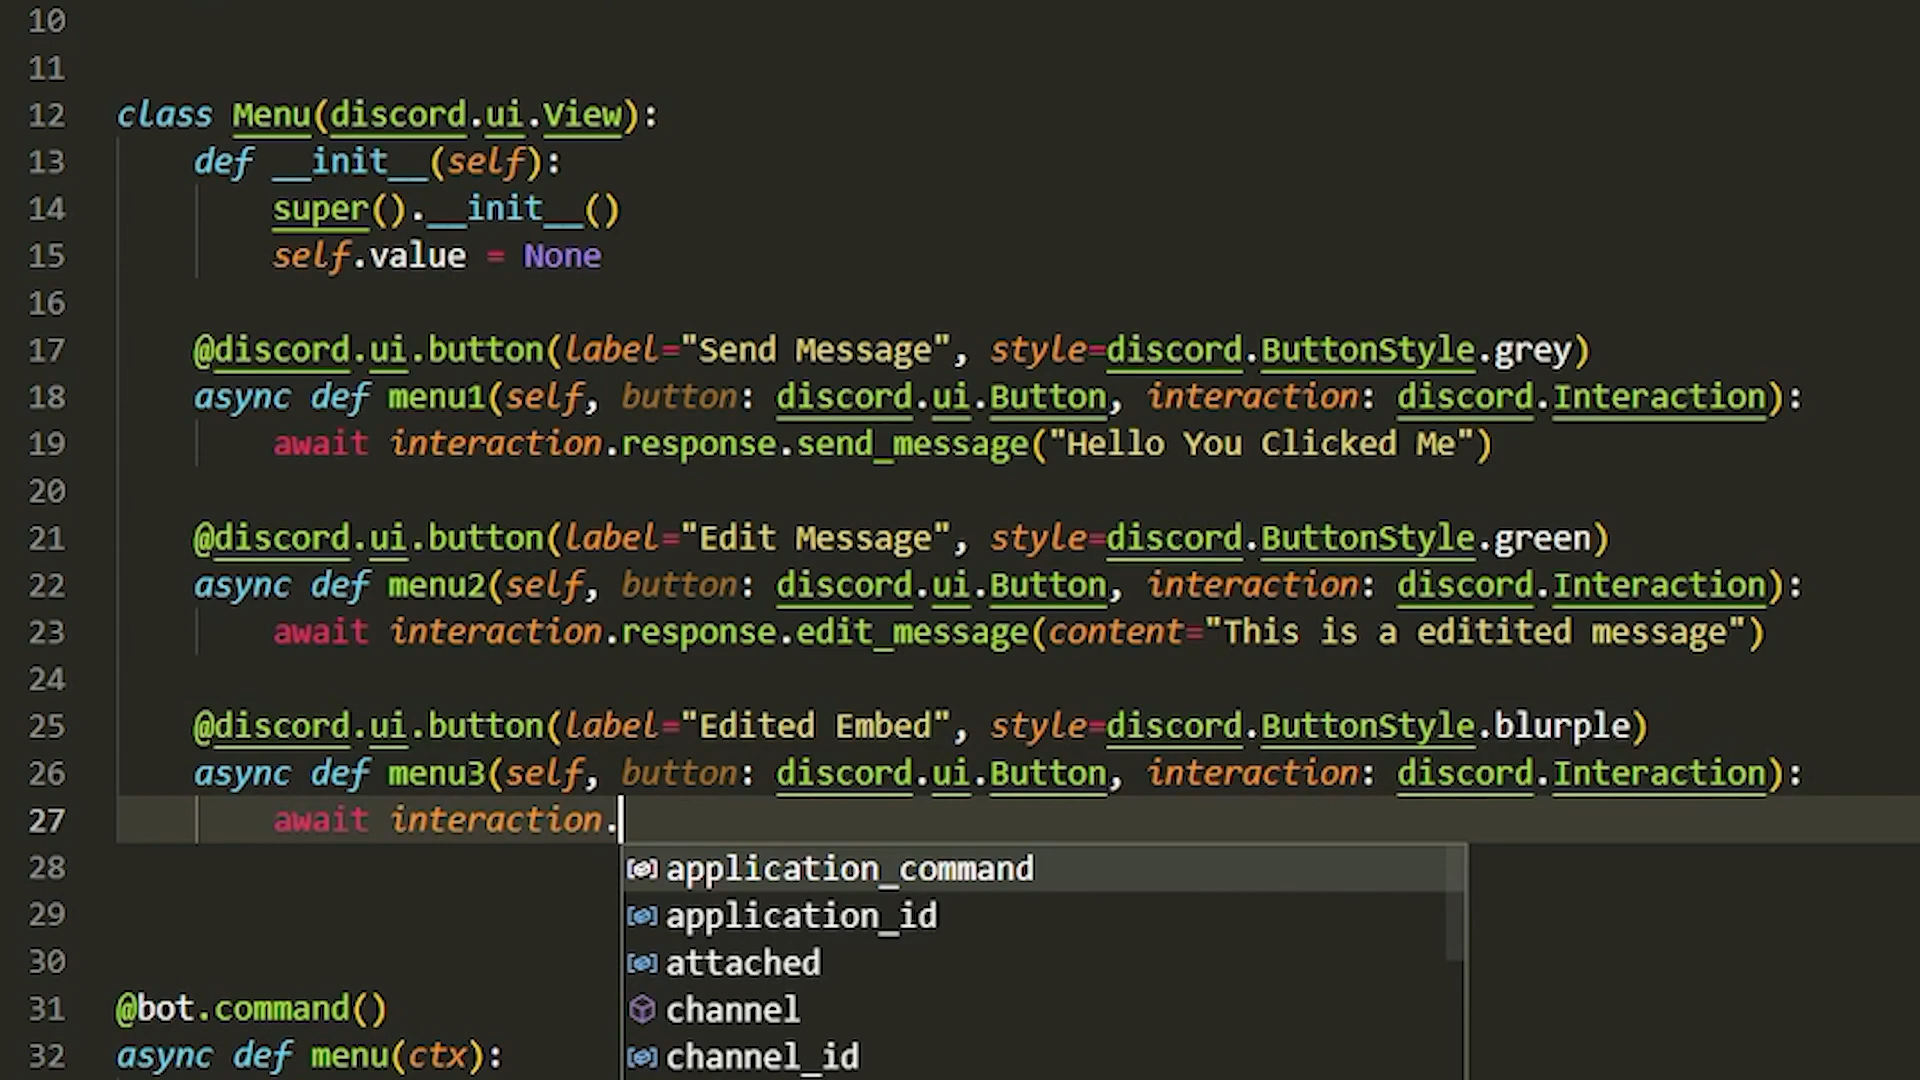 10
11
12 class Menu(discord.ui.View):
13 def __init__(self):
14 super().__init__()
15 self.value = None
16
17 @discord.ui.button(label="Send Message", style=discord.ButtonStyle.grey)
18 async def menu1(self, button: discord.ui.Button, interaction: discord.Interaction):
19 await interaction.response.send_message("Hello You Clicked Me")
20
21 @discord.ui.button(label="Edit Message", style=discord.ButtonStyle.green)
22 async def menu2(self, button: discord.ui.Button, interaction: discord.Interaction):
23 await interaction.response.edit_message(content="This is a editited message")
24
25 @discord.ui.button(label="Edited Embed", style=discord.ButtonStyle.blurple)
26 async def menu3(self, button: discord.ui.Button, interaction: discord.Interaction):
27 await interaction.
28 application_command
29 application_id
30 attached
31 @bot.command() channel
32 async def menu(ctx): channel_id